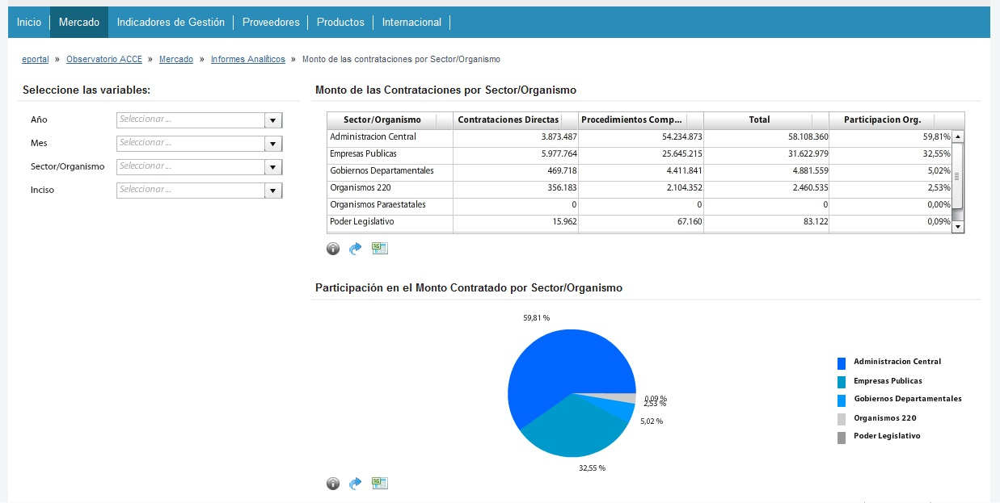 Inicio Mercado Indicadores de Gestión Proveedores Productos Internacional
eportal » Observatorio ACCE » Mercado » Informes Analíticos » Monto de las contrataciones por Sector/Organismo
Seleccione las variables:
Año Seleccionar...
Mes Seleccionar...
Sector/Organismo Seleccionar...
Inciso Seleccionar...
Monto de las Contrataciones por Sector/Organismo
Sector/Organismo Contrataciones Directas Procedimientos Comp... Total Participacion Org.
Administracion Central 3.873.487 54.234.873 58.108.360 59,81%
Empresas Publicas 5.977.764 25.645.215 31.622.979 32,55%
Gobiernos Departamentales 469.718 4.411.841 4.881.559 5,02%
Organismos 220 356.183 2.104.352 2.460.535 2,53%
Organismos Paraestatales 0 0 0 0,00%
Poder Legislativo 15.962 67.160 83.122 0,09%
Participación en el Monto Contratado por Sector/Organismo
59,81 %
0,09 %
2,53 %
5,02 %
32,55 %
Administracion Central
Empresas Publicas
Gobiernos Departamentales
Organismos 220
Poder Legislativo